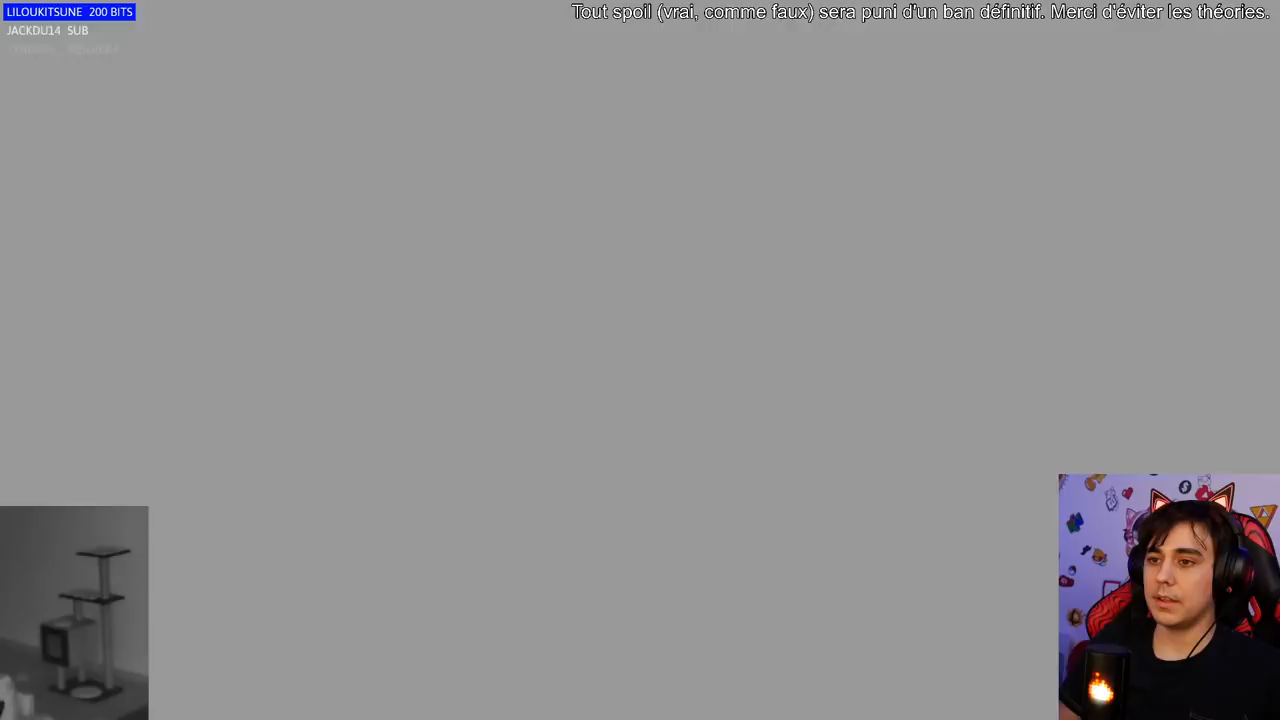 LILOUKITSUNE 200 BITS
Tout spoil (vrai, comme faux) sera puni d'un ban définitif. Merci d'éviter les théories.
JACKDU14 SUB